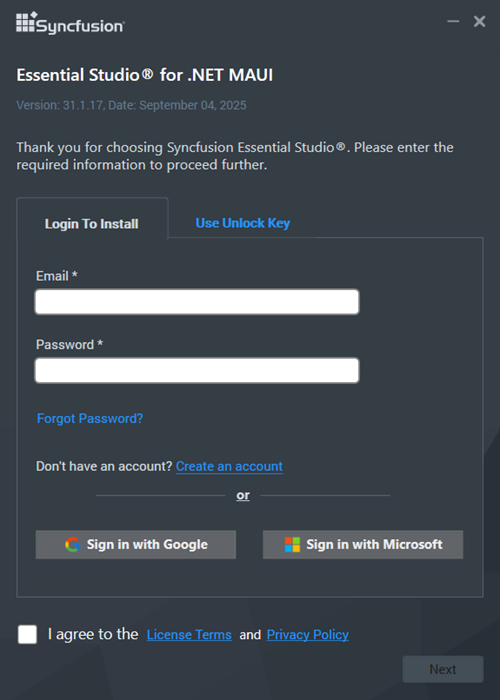 Syncfusion®
Essential Studio® for .NET MAUI
Version: 31.1.17, Date: September 04, 2025
Thank you for choosing Syncfusion Essential Studio®. Please enter the
required information to proceed further.
Login To Install
Use Unlock Key
Email *
Password *
Forgot Password?
Don't have an account? Create an account
or
Sign in with Google
Sign in with Microsoft
I agree to the License Terms and Privacy Policy
Next